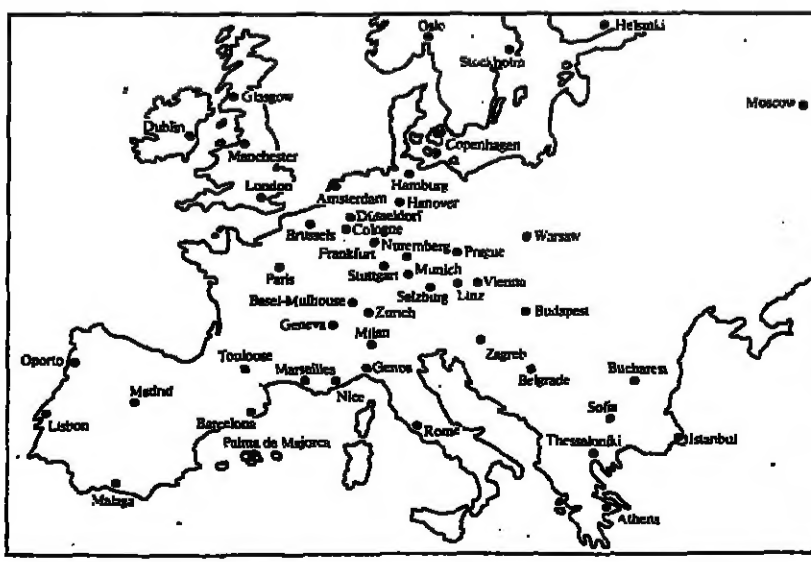 Oslo
Helsinki
Stockholm
Glasgow
Moscow
Dublin
Manchester
Copenhagen
London
Amsterdam
Hamburg
Hanover
Düsseldorf
Brussels
Cologne
Warsaw
Nuremberg
Prague
Frankfurt
Paris
Stuttgart
Munich
Vienna
Salzburg
Linz
Basel-Mulhouse
Zurich
Budapest
Geneva
Milan
Zagreb
Oporto
Toulouse
Marseilles
Genoa
Belgrade
Bucharest
Madrid
Nice
Lisbon
Barcelona
Rome
Sofia
Palma de Majorca
Thessaloniki
Istanbul
Malaga
Athens